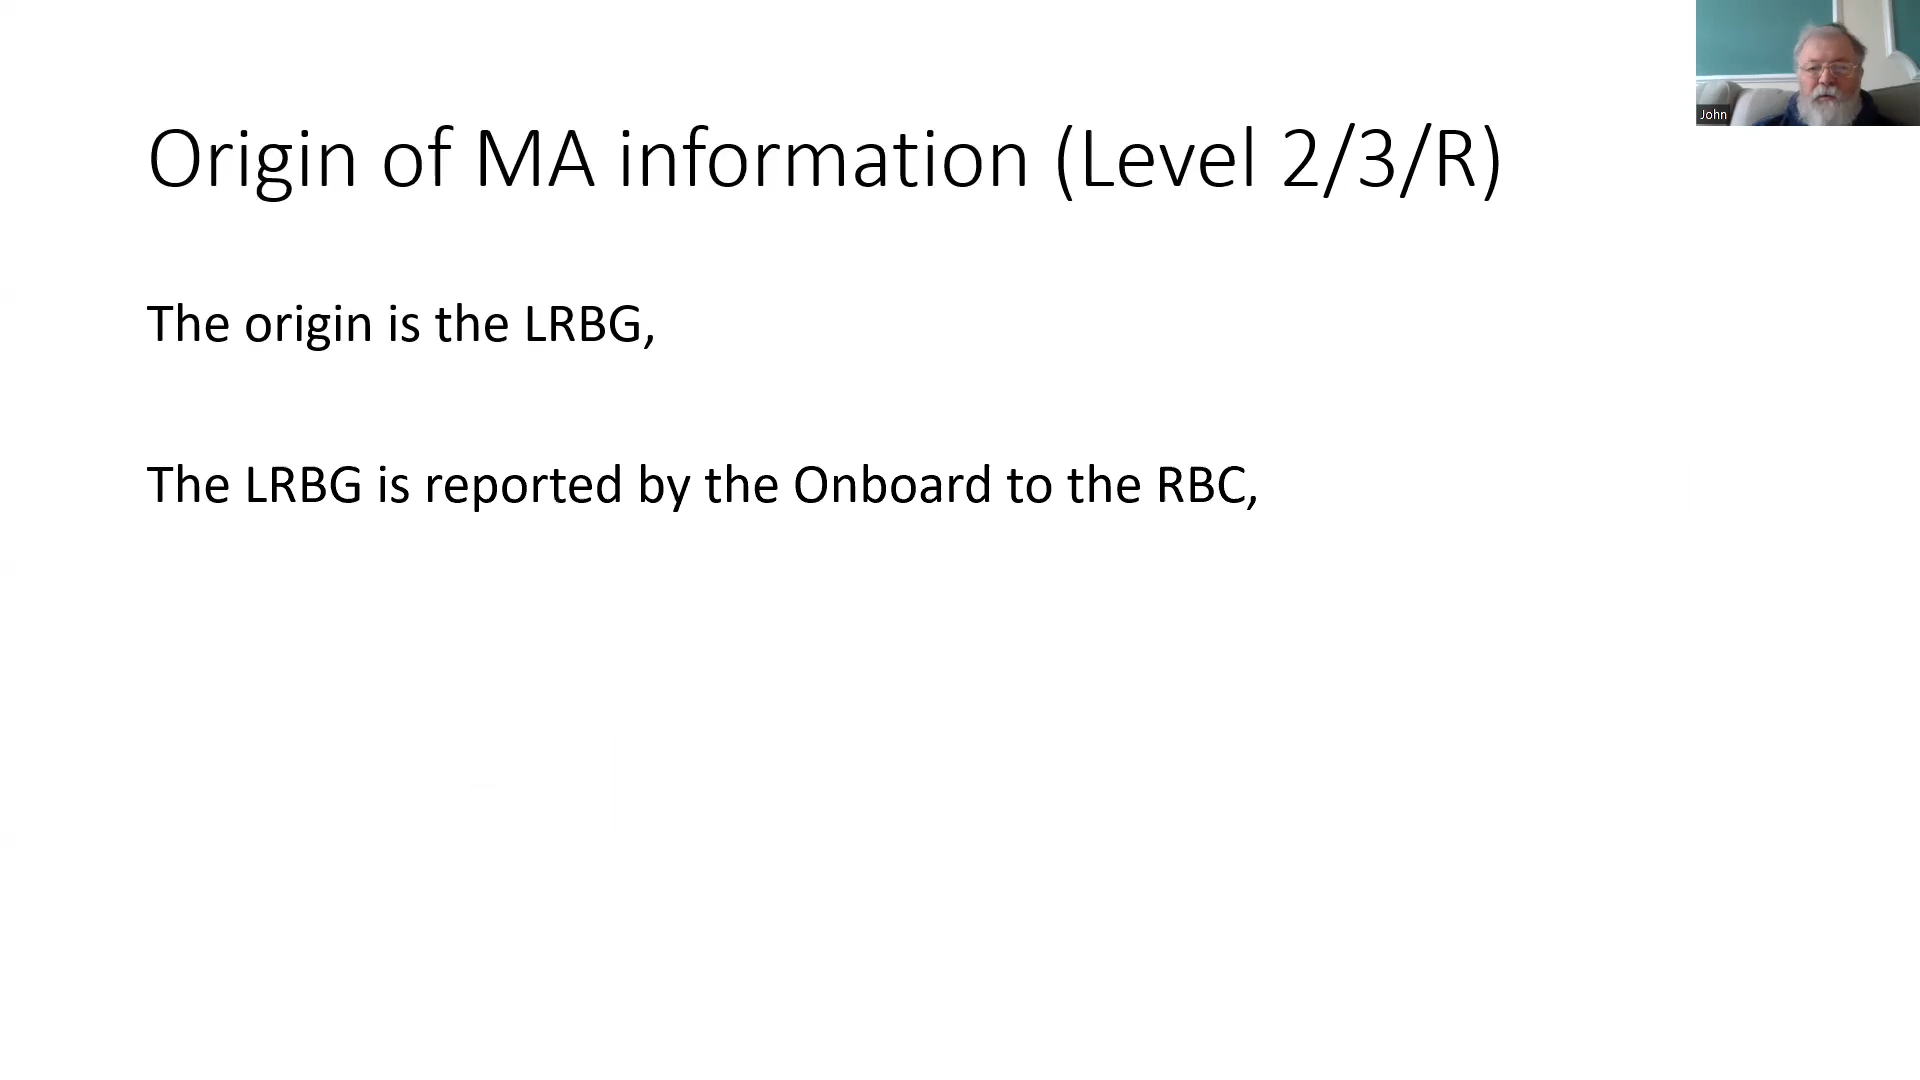 Origin of MA information (Level 2/3/R)
John
The origin is the LRBG,
The LRBG is reported by the Onboard to the RBC,